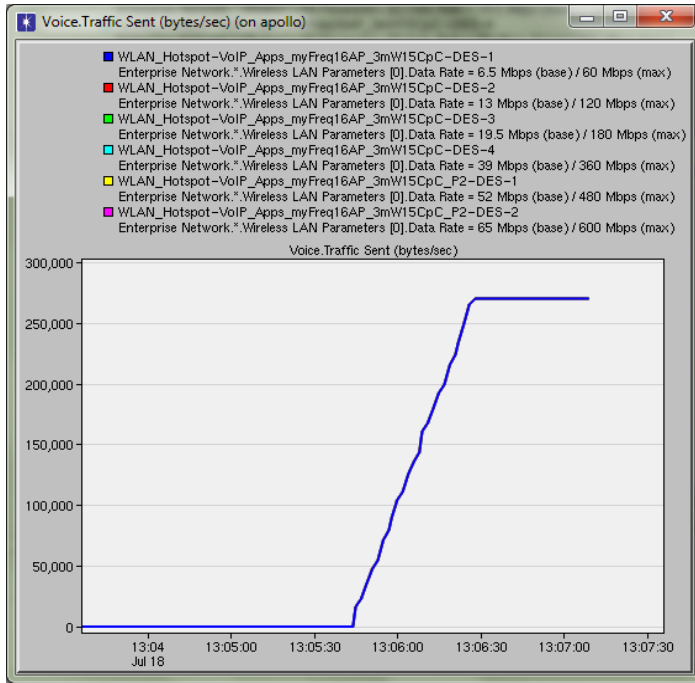 Voice.Traffic Sent (bytes/sec) (on apollo)
WLAN_Hotspot-VoIP_Apps_myFreq16AP_3mW15CpC-DES-1
Enterprise Network.*.Wireless LAN Parameters [0].Data Rate = 6.5 Mbps (base) / 60 Mbps (max)
WLAN_Hotspot-VoIP_Apps_myFreq16AP_3mW15CpC-DES-2
Enterprise Network.*.Wireless LAN Parameters [0].Data Rate = 13 Mbps (base) / 120 Mbps (max)
WLAN_Hotspot-VoIP_Apps_myFreq16AP_3mW15CpC-DES-3
Enterprise Network.*.Wireless LAN Parameters [0].Data Rate = 19.5 Mbps (base) / 180 Mbps (max)
WLAN_Hotspot-VoIP_Apps_myFreq16AP_3mW15CpC-DES-4
Enterprise Network.*.Wireless LAN Parameters [0].Data Rate = 39 Mbps (base) / 360 Mbps (max)
WLAN_Hotspot-VoIP_Apps_myFreq16AP_3mW15CpC_P2-DES-1
Enterprise Network.*.Wireless LAN Parameters [0].Data Rate = 52 Mbps (base) / 480 Mbps (max)
WLAN_Hotspot-VoIP_Apps_myFreq16AP_3mW15CpC_P2-DES-2
Enterprise Network.*.Wireless LAN Parameters [0].Data Rate = 65 Mbps (base) / 600 Mbps (max)
Voice.Traffic Sent (bytes/sec)
300,000
250,000
200,000
150,000
100,000
50,000
0
13:04 13:05:00 13:05:30 13:06:00 13:06:30 13:07:00 13:07:30
Jul 18